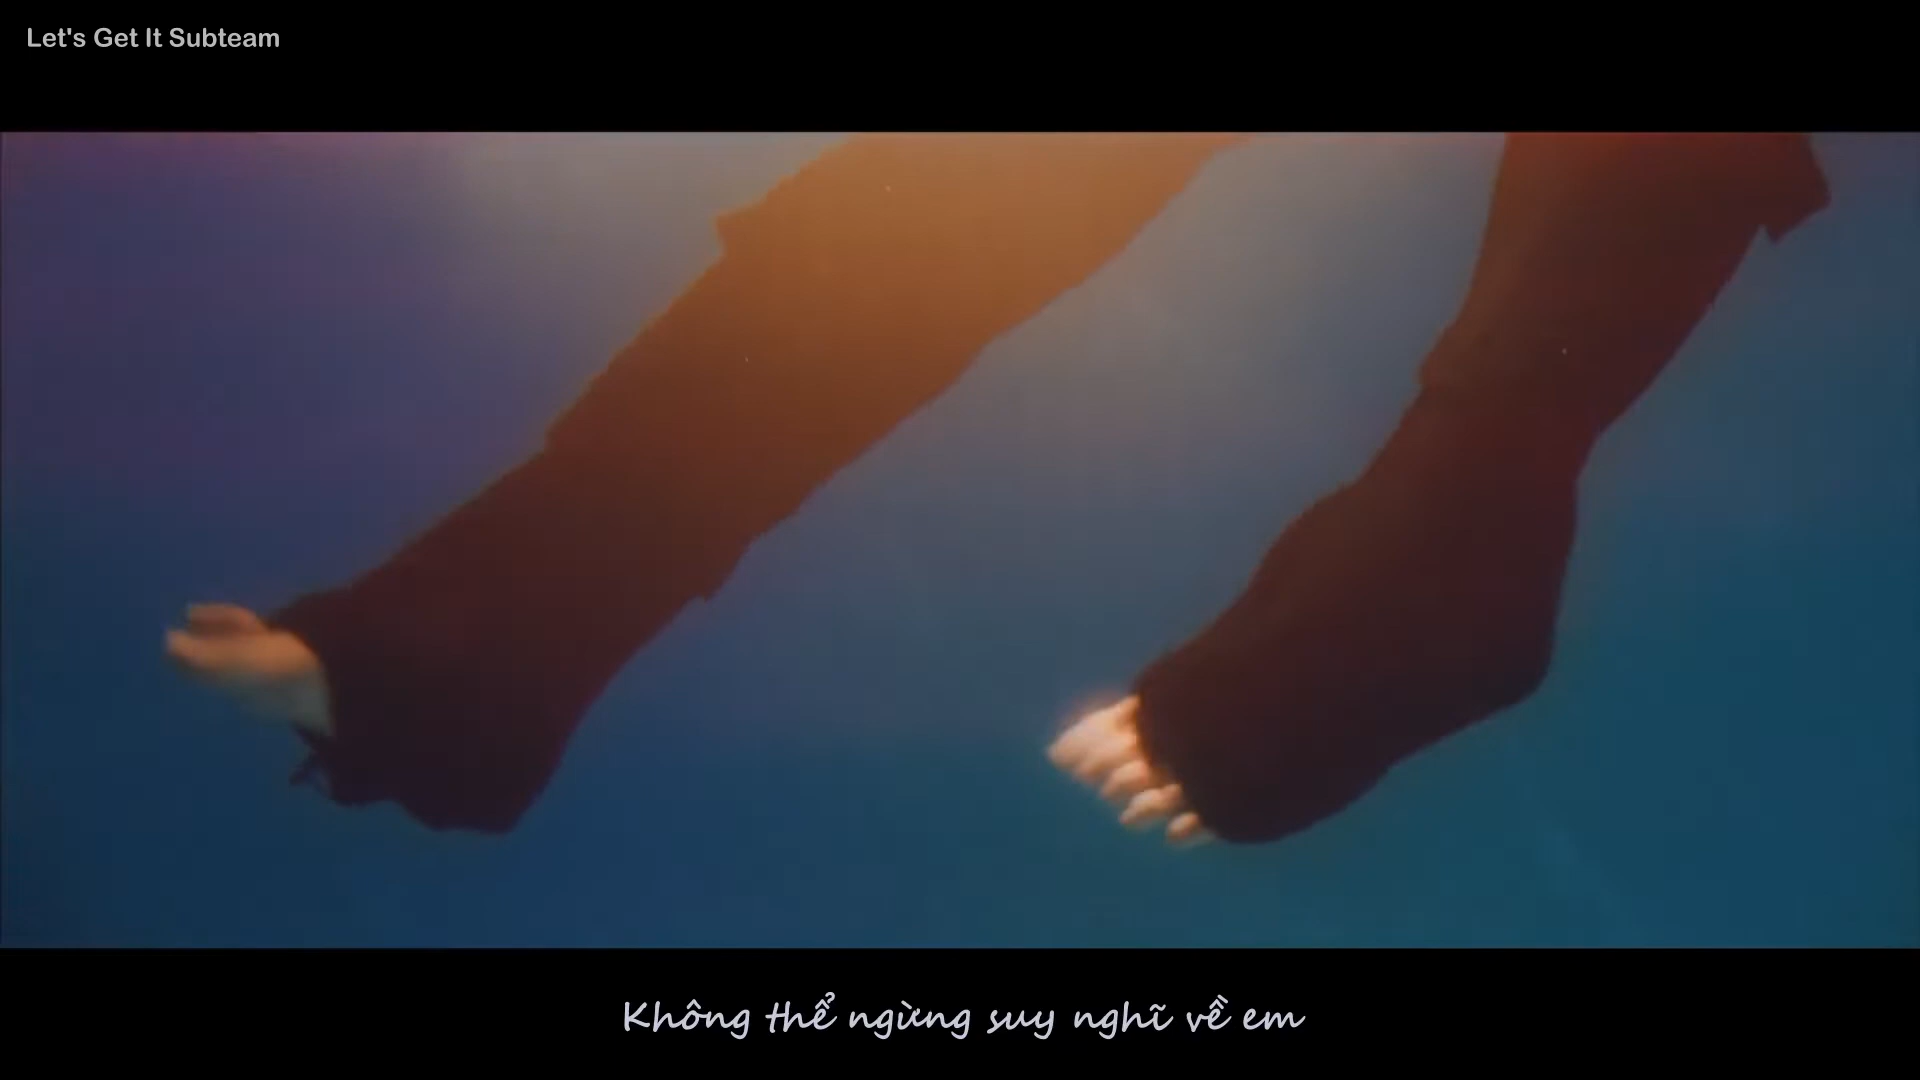 Let's Get It Subteam
Không thể ngừng suy nghĩ về em